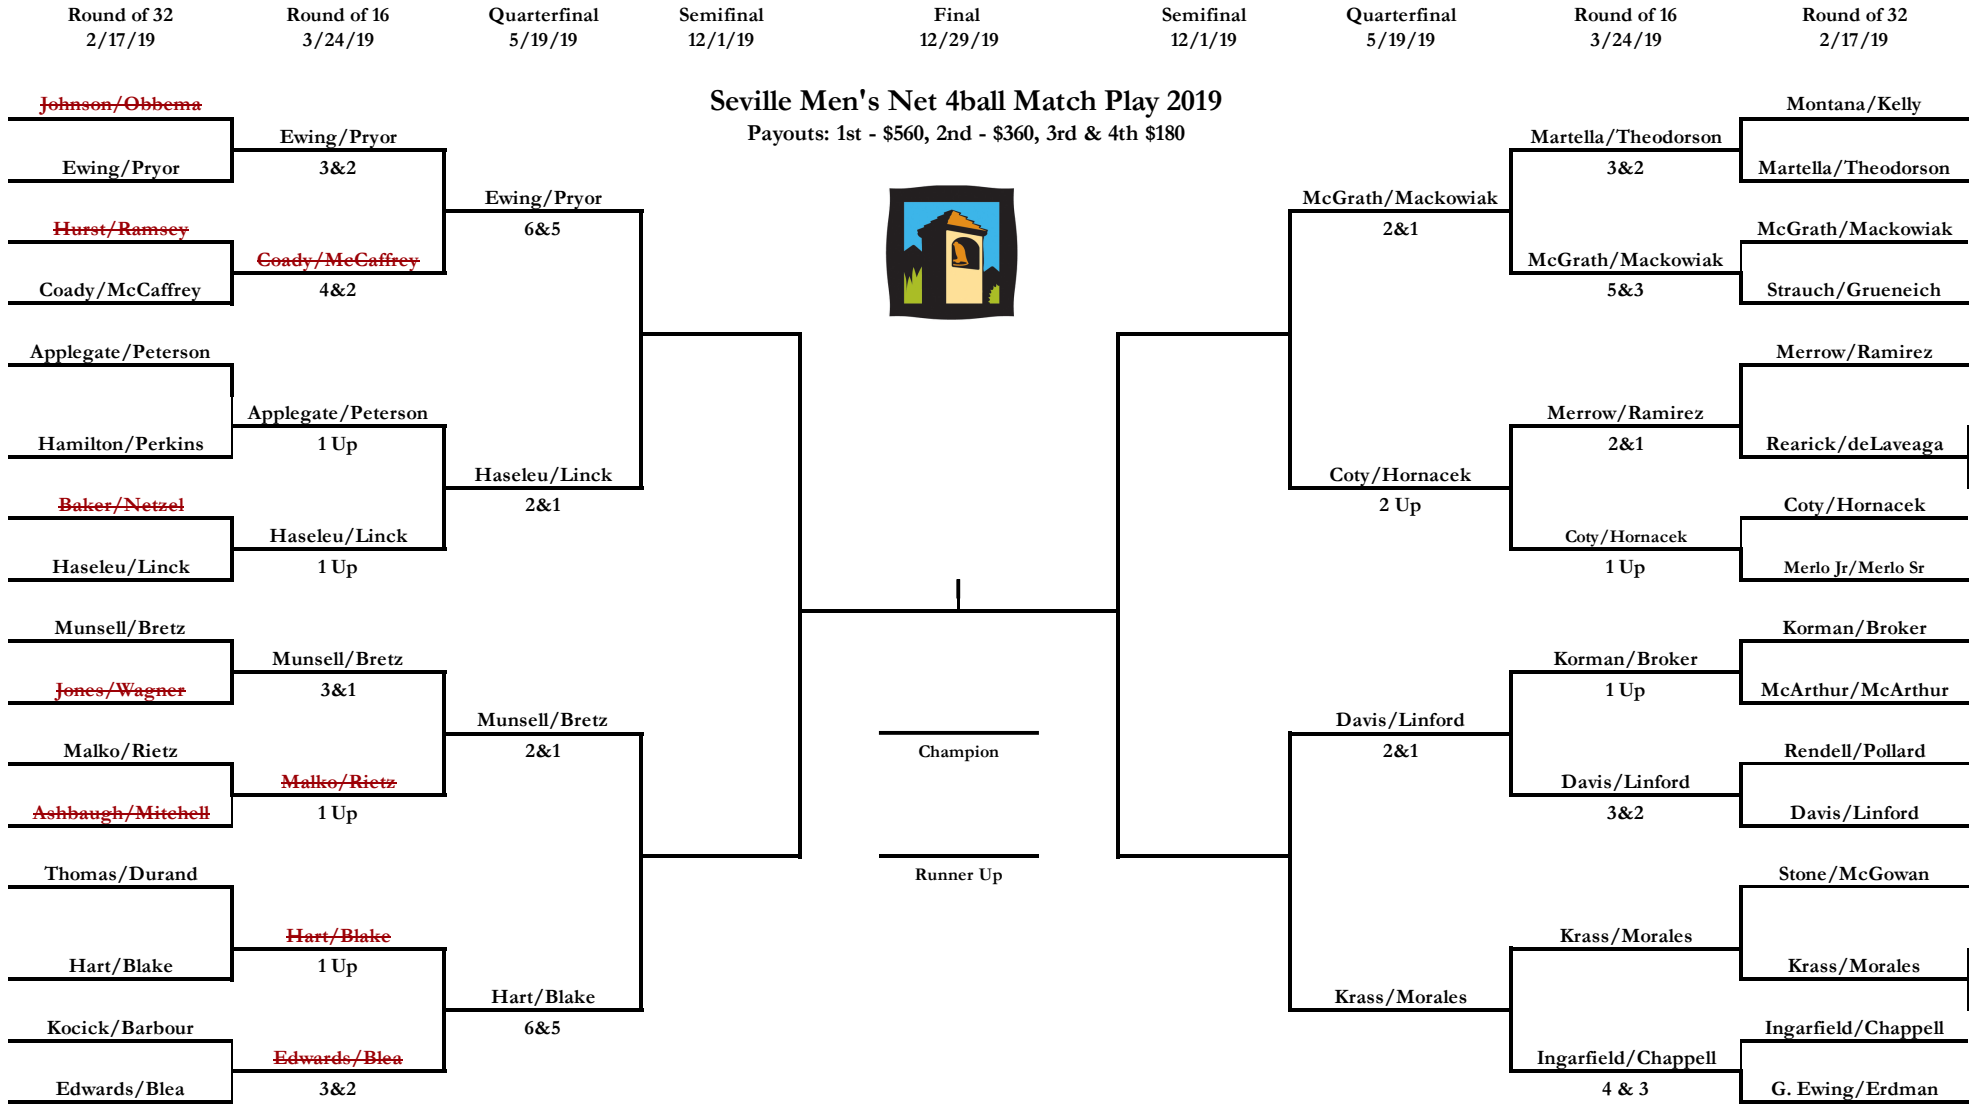 Round of 32 Round of 16 Quarterfinal Semifinal Final Semifinal Quarterfinal Round of 16 Round of 32
2/17/19 3/24/19 5/19/19 12/1/19 12/29/19 12/1/19 5/19/19 3/24/19 2/17/19
Seville Men's Net 4ball Match Play 2019
Payouts: 1st - $560, 2nd - $360, 3rd & 4th $180
Johnson/Obbema
Ewing/Pryor
Hurst/Ramsey
Coady/McCaffrey
Applegate/Peterson
Hamilton/Perkins
Baker/Netzel
Haseleu/Linck
Munsell/Bretz
Jones/Wagner
Malko/Rietz
Ashbaugh/Mitchell
Thomas/Durand
Hart/Blake
Kocick/Barbour
Edwards/Blea
Ewing/Pryor
3&2
Coady/McCaffrey
4&2
Applegate/Peterson
1 Up
Haseleu/Linck
1 Up
Munsell/Bretz
3&1
Malko/Rietz
1 Up
Hart/Blake
1 Up
Edwards/Blea
3&2
Ewing/Pryor
6&5
Haseleu/Linck
2&1
Munsell/Bretz
2&1
Hart/Blake
6&5
Champion
Runner Up
McGrath/Mackowiak
2&1
Coty/Hornacek
2 Up
Davis/Linford
2&1
Krass/Morales
Martella/Theodorson
3&2
McGrath/Mackowiak
5&3
Merrow/Ramirez
2&1
Coty/Hornacek
1 Up
Korman/Broker
1 Up
Davis/Linford
3&2
Krass/Morales
Ingarfield/Chappell
4 & 3
Montana/Kelly
Martella/Theodorson
McGrath/Mackowiak
Strauch/Grueneich
Merrow/Ramirez
Rearick/deLaveaga
Coty/Hornacek
Merlo Jr/Merlo Sr
Korman/Broker
McArthur/McArthur
Rendell/Pollard
Davis/Linford
Stone/McGowan
Krass/Morales
Ingarfield/Chappell
G. Ewing/Erdman